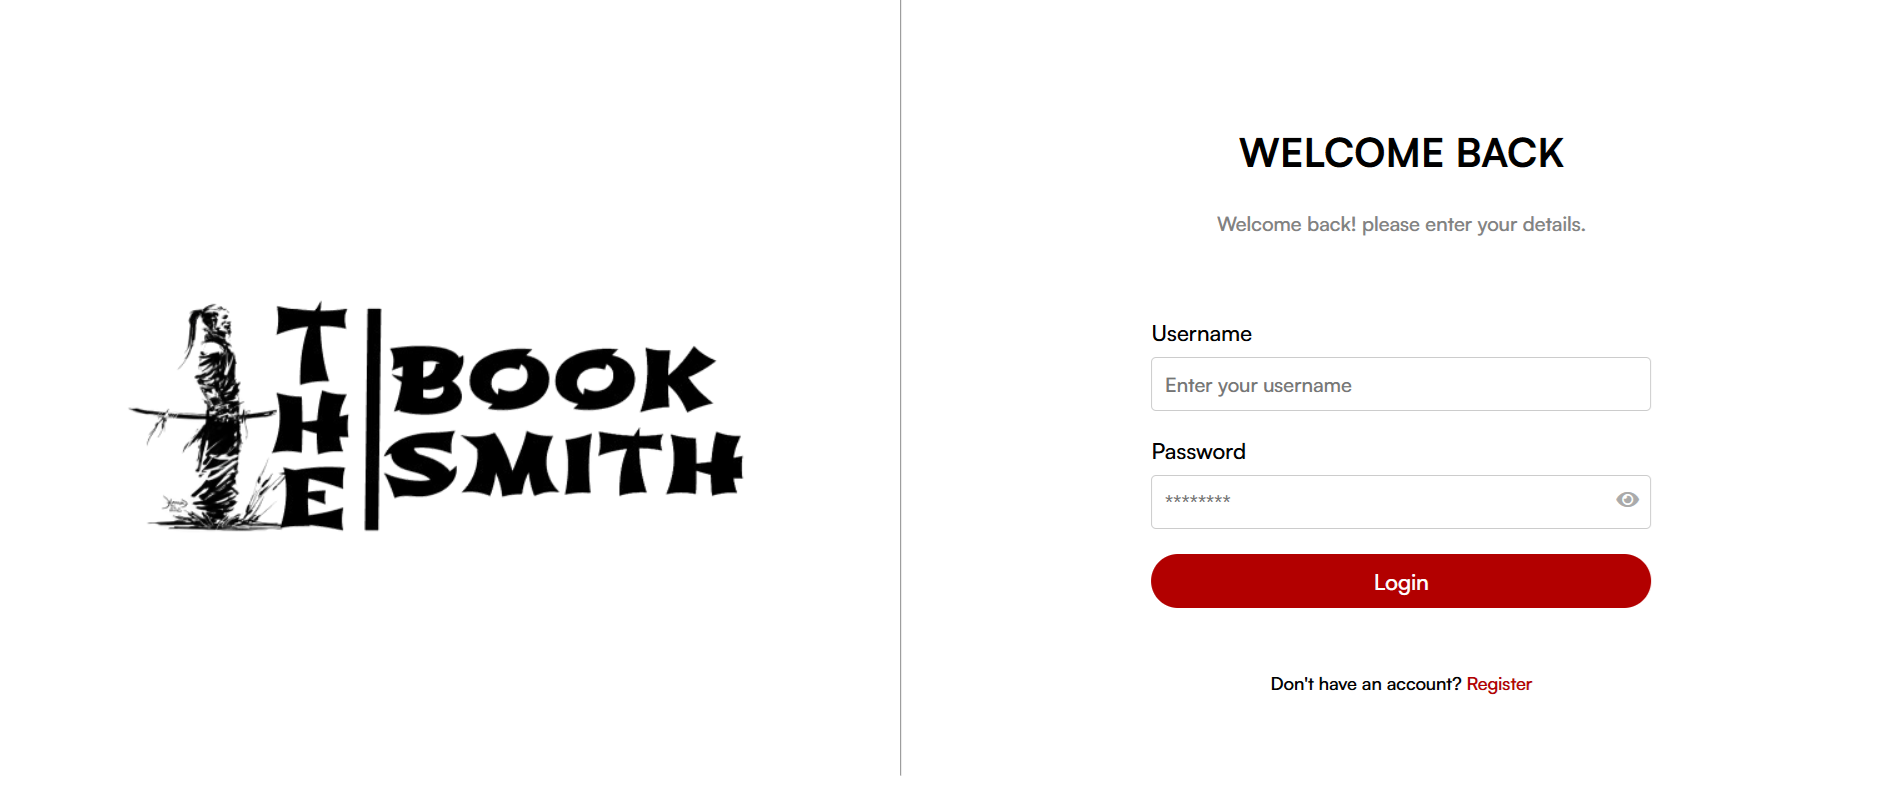 THE
BOOK
SMITH
WELCOME BACK
Welcome back! please enter your details.
Username
Enter your username
Password
********
Login
Don't have an account? Register